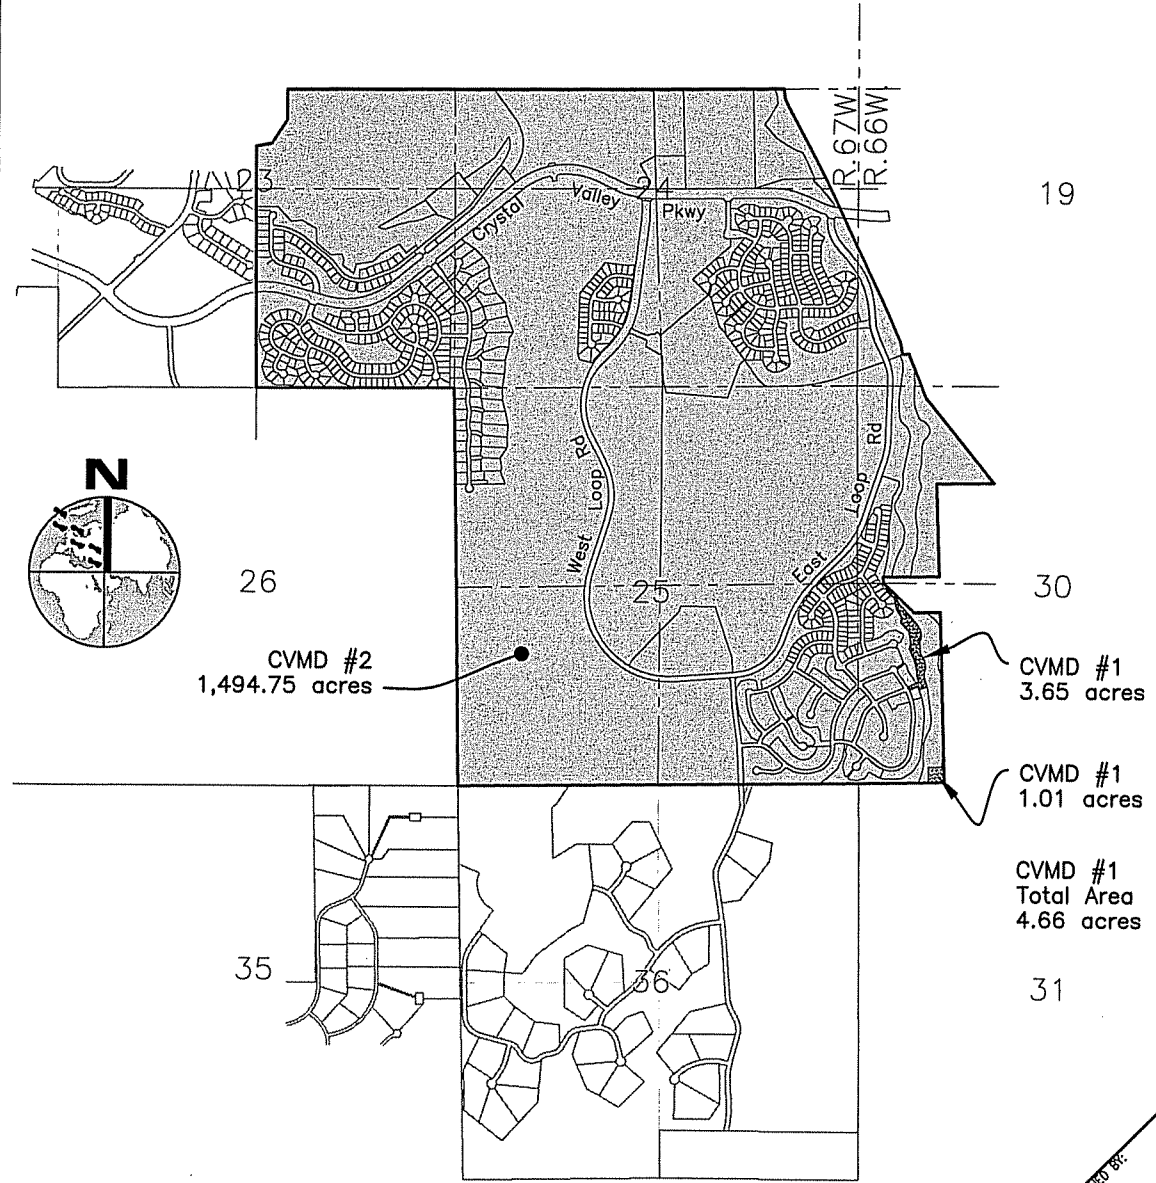 R.67W.
R.66W.
23
24
19
Crystal
Valley
Pkwy
West
Loop
Rd
East
Loop
Rd
N
26
25
30
CVMD #2
1,494.75 acres
CVMD #1
3.65 acres
CVMD #1
1.01 acres
CVMD #1
Total Area
4.66 acres
35
36
31
BY: